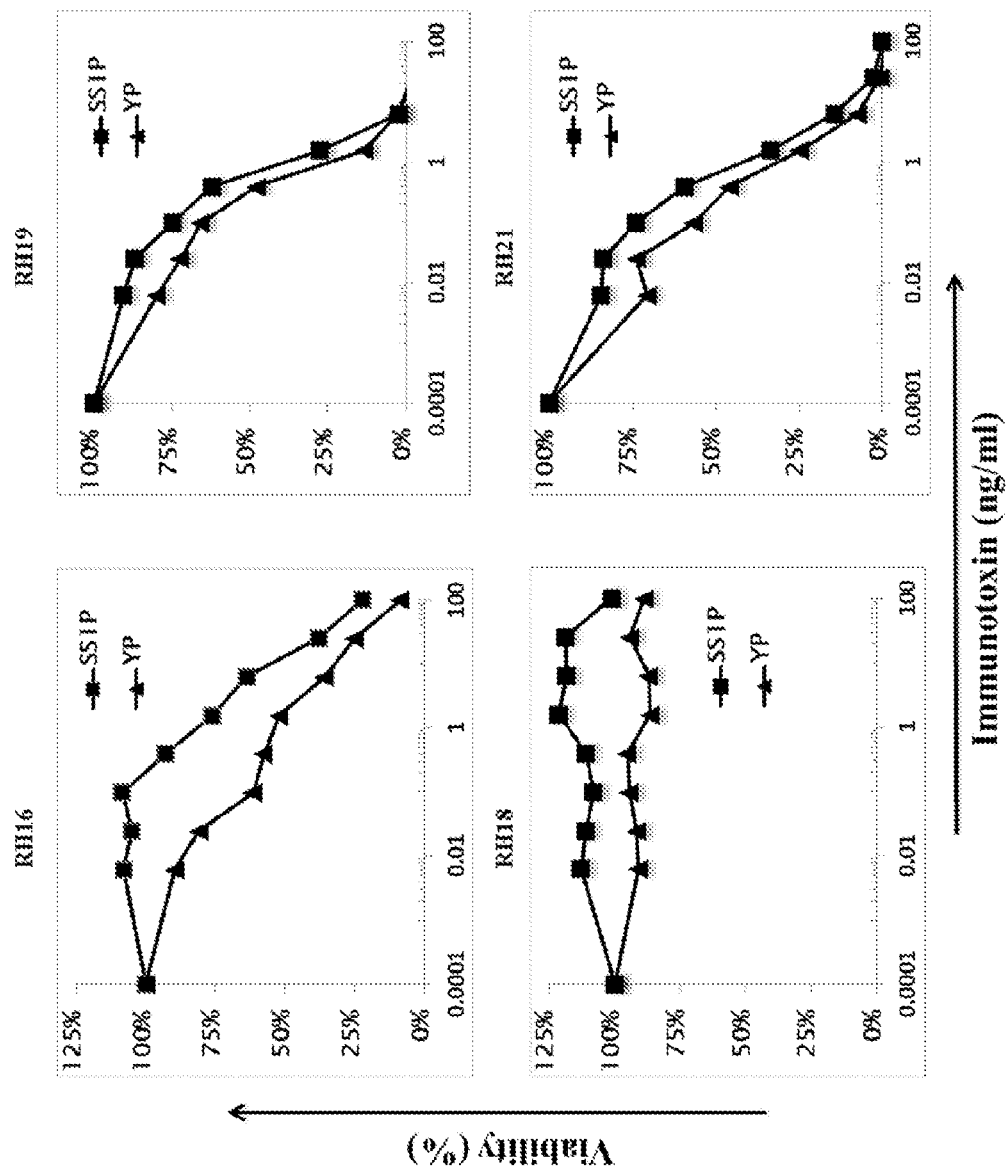 RH16
125%
100%
75%
50%
25%
0%
0.0001
0.01
1
100
SS1P
YP
RH19
100%
75%
50%
25%
0%
0.0001
0.01
1
100
SS1P
YP
RH18
125%
100%
75%
50%
25%
0%
0.0001
0.01
1
100
SS1P
YP
RH21
100%
75%
50%
25%
0%
0.0001
0.01
1
100
SS1P
YP
Viability (%)
Immunotoxin (ng/ml)